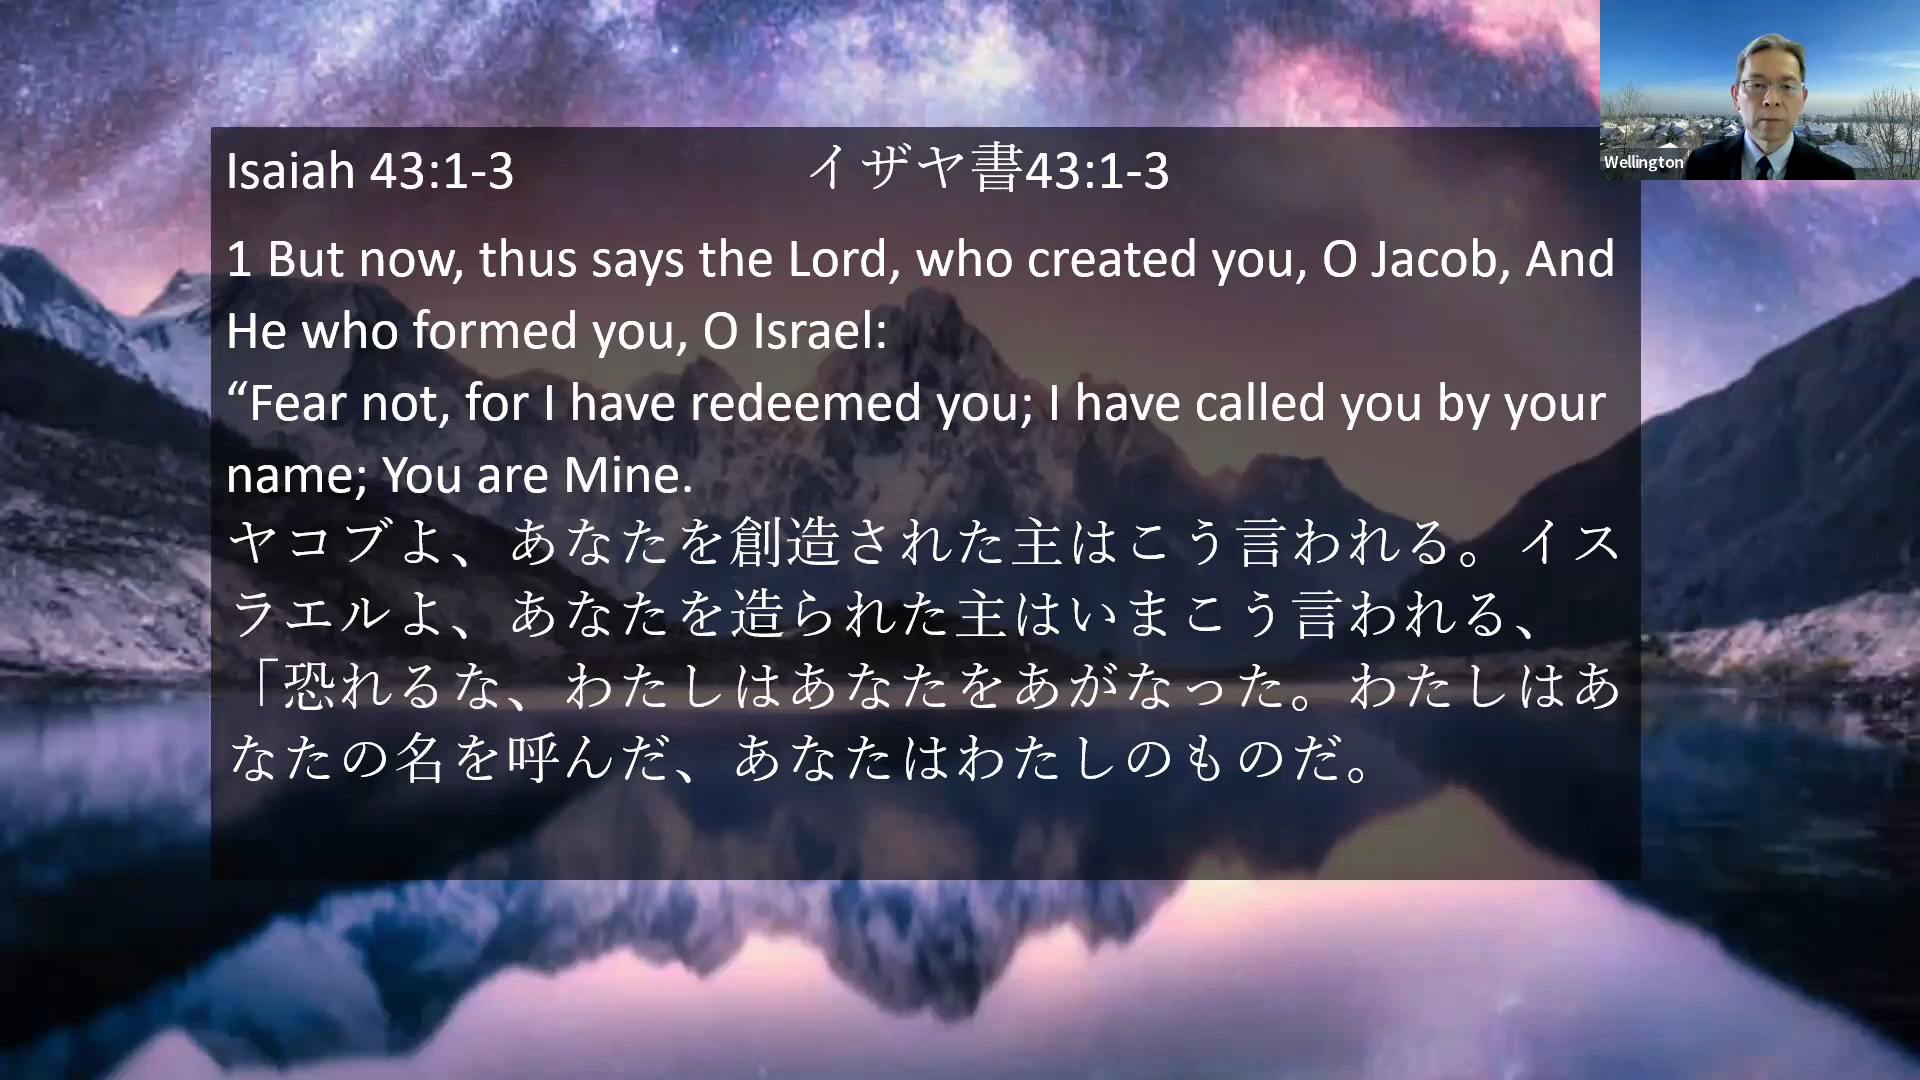 Isaiah 43:1-3 イザヤ書43:1-3
Wellington
1 But now, thus says the Lord, who created you, O Jacob, And
He who formed you, O Israel:
“Fear not, for I have redeemed you; I have called you by your
name; You are Mine.
ヤコブよ、あなたを創造された主はこう言われる。イス
ラエルよ、あなたを造られた主はいまこう言われる、
「恐れるな、わたしはあなたをあがなった。わたしはあ
なたの名を呼んだ、あなたはわたしのものだ。